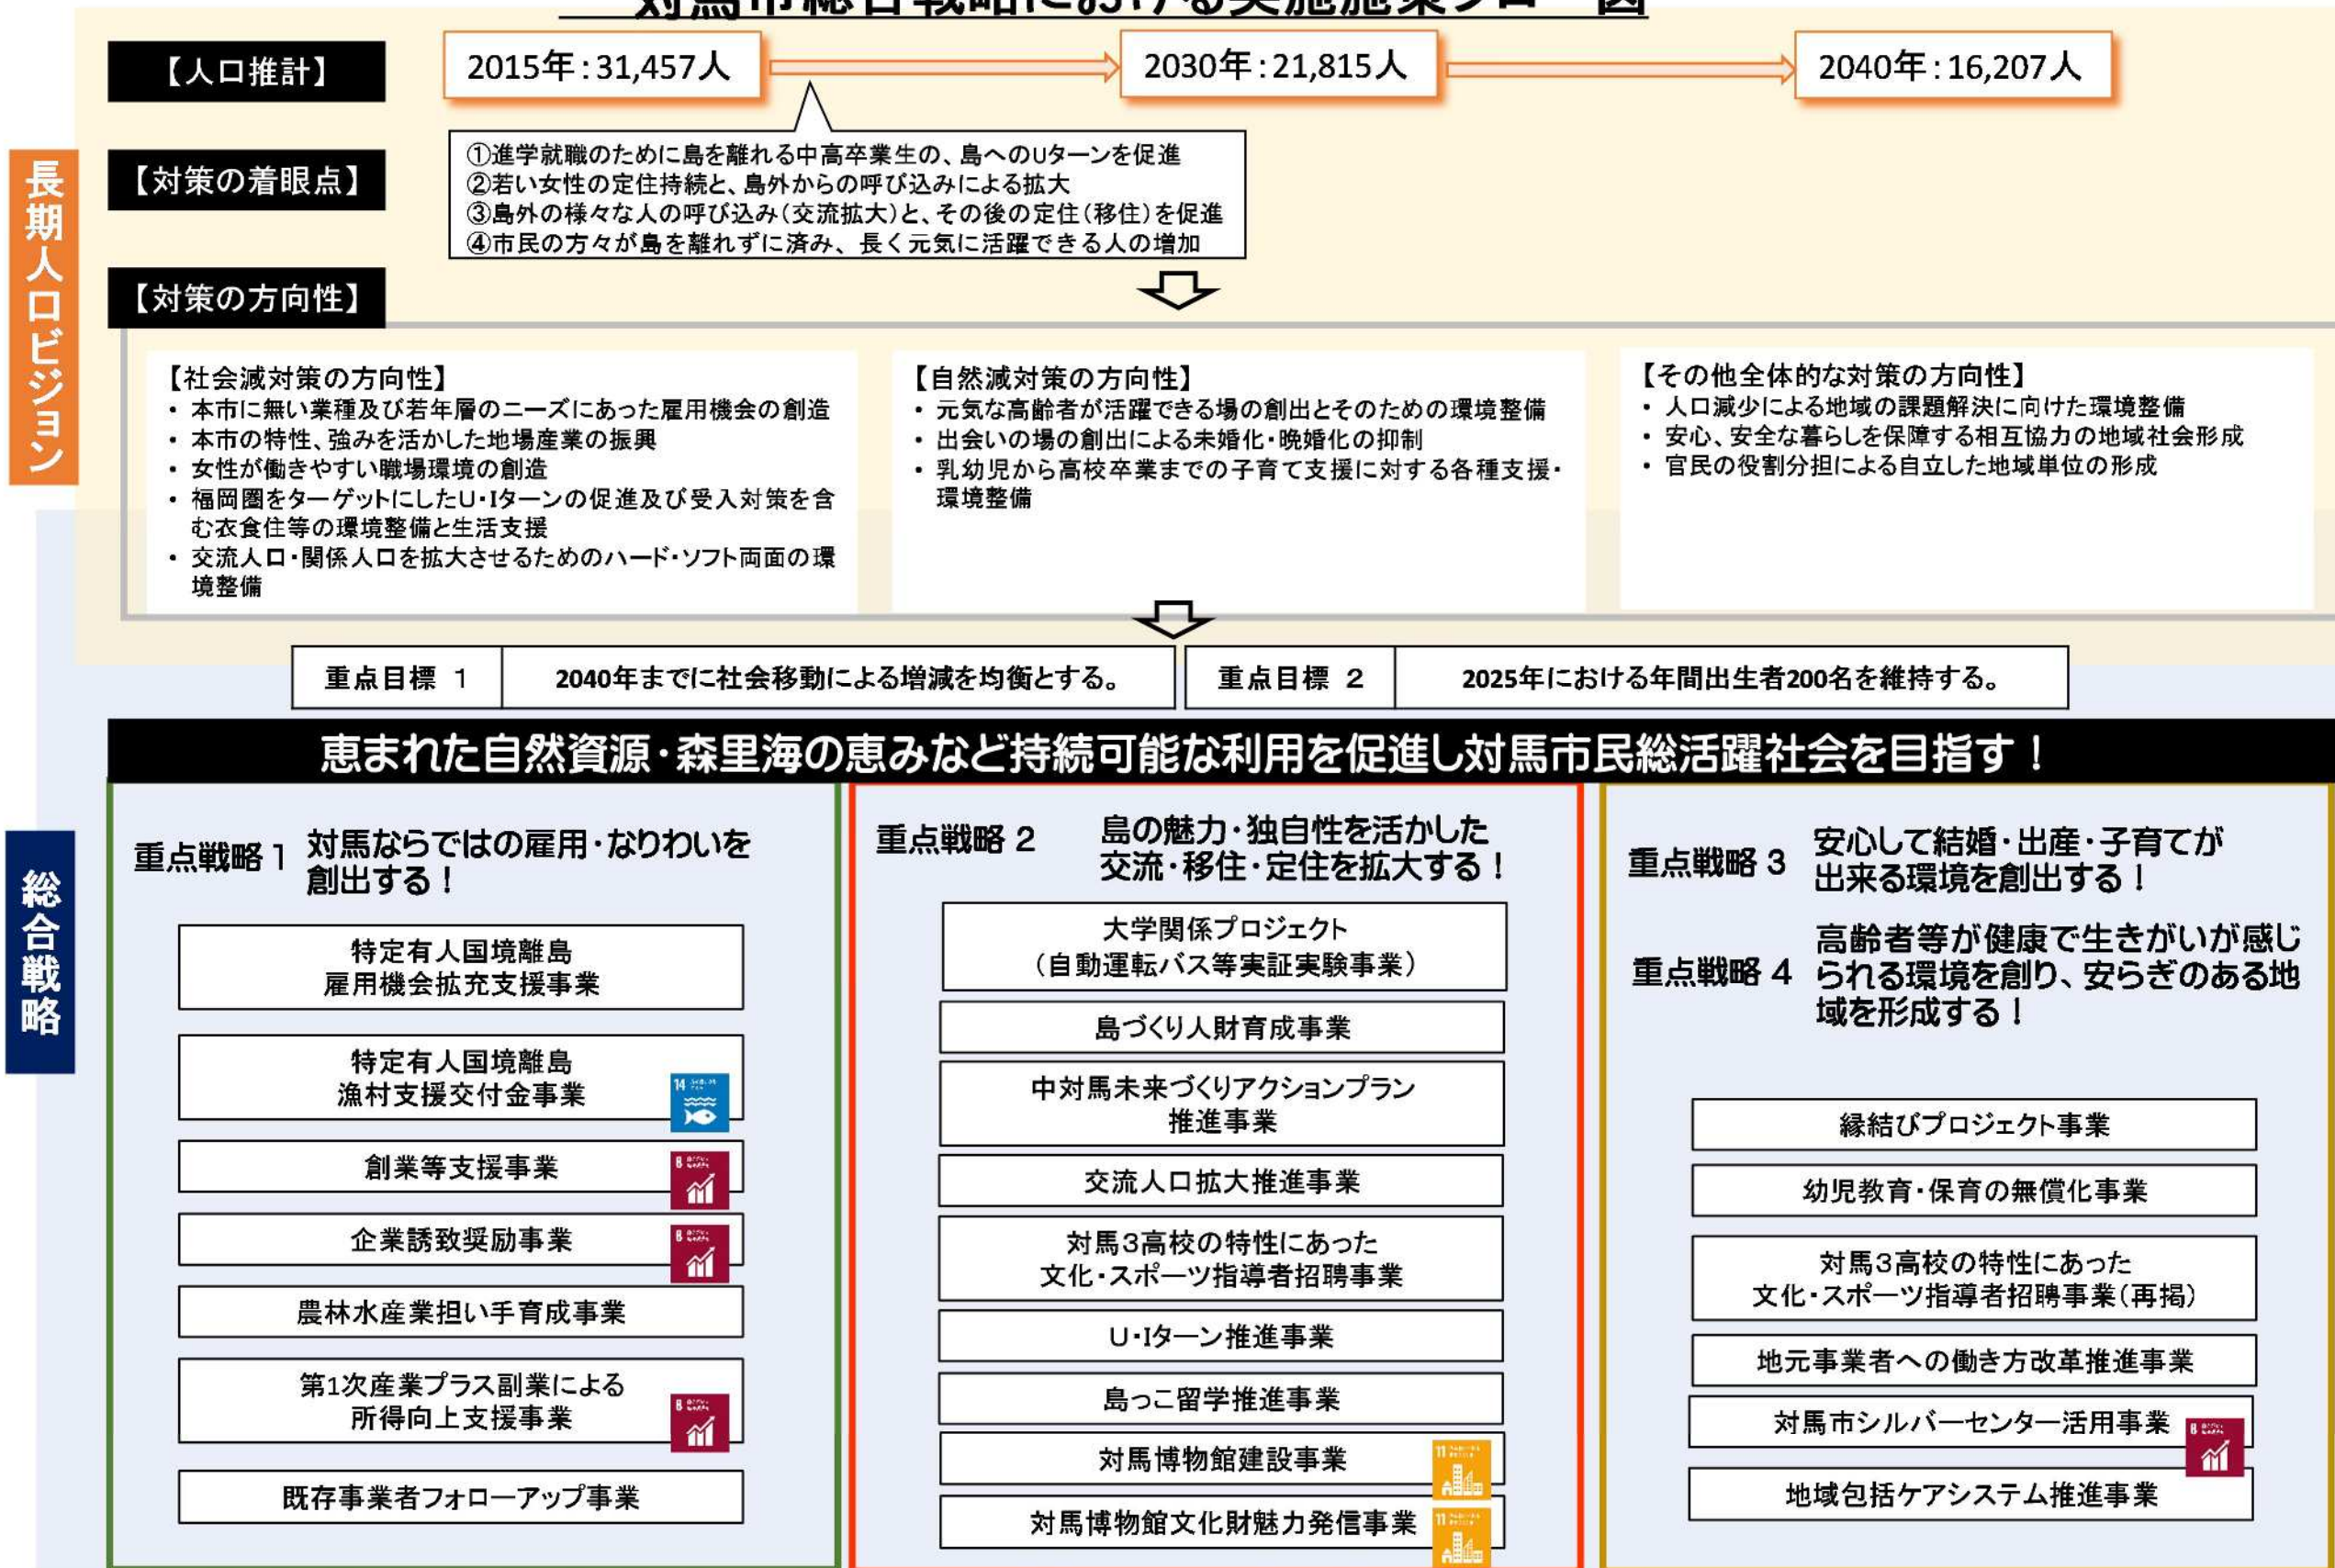 対馬市総合戦略における実施施策フロー図
【人口推計】
2015年：31,457人
2030年：21,815人
2040年：16,207人
長期人口ビジョン
【対策の着眼点】
①進学就職のために島を離れる中高卒業生の、島へのUターンを促進
②若い女性の定住持続と、島外からの呼び込みによる拡大
③島外の様々な人の呼び込み（交流拡大）と、その後の定住（移住）を促進
④市民の方々が島を離れずに済み、長く元気に活躍できる人の増加
【対策の方向性】
【社会減対策の方向性】
・ 本市に無い業種及び若年層のニーズにあった雇用機会の創造
・ 本市の特性、強みを活かした地場産業の振興
・ 女性が働きやすい職場環境の創造
・ 福岡圏をターゲットにしたU・Iターンの促進及び受入対策を含
む衣食住等の環境整備と生活支援
・ 交流人口・関係人口を拡大させるためのハード・ソフト両面の環
境整備
【自然減対策の方向性】
・ 元気な高齢者が活躍できる場の創出とそのための環境整備
・ 出会いの場の創出による未婚化・晩婚化の抑制
・ 乳幼児から高校卒業までの子育て支援に対する各種支援・
環境整備
【その他全体的な対策の方向性】
・ 人口減少による地域の課題解決に向けた環境整備
・ 安心、安全な暮らしを保障する相互協力の地域社会形成
・ 官民の役割分担による自立した地域単位の形成
重点目標 1
2040年までに社会移動による増減を均衡とする。
重点目標 2
2025年における年間出生者200名を維持する。
恵まれた自然資源・森里海の恵みなど持続可能な利用を促進し対馬市民総活躍社会を目指す！
総合戦略
重点戦略 1
対馬ならではの雇用・なりわいを
創出する！
特定有人国境離島
雇用機会拡充支援事業
特定有人国境離島
漁村支援交付金事業
14
創業等支援事業
8
企業誘致奨励事業
8
農林水産業担い手育成事業
第1次産業プラス副業による
所得向上支援事業
8
既存事業者フォローアップ事業
重点戦略 2
島の魅力・独自性を活かした
交流・移住・定住を拡大する！
大学関係プロジェクト
（自動運転バス等実証実験事業）
島づくり人財育成事業
中対馬未来づくりアクションプラン
推進事業
交流人口拡大推進事業
対馬3高校の特性にあった
文化・スポーツ指導者招聘事業
U・Iターン推進事業
島っこ留学推進事業
対馬博物館建設事業
11
対馬博物館文化財魅力発信事業
11
重点戦略 3
安心して結婚・出産・子育てが
出来る環境を創出する！
重点戦略 4
高齢者等が健康で生きがいが感じ
られる環境を創り、安らぎのある地
域を形成する！
縁結びプロジェクト事業
幼児教育・保育の無償化事業
対馬3高校の特性にあった
文化・スポーツ指導者招聘事業（再掲）
地元事業者への働き方改革推進事業
対馬市シルバーセンター活用事業
8
地域包括ケアシステム推進事業